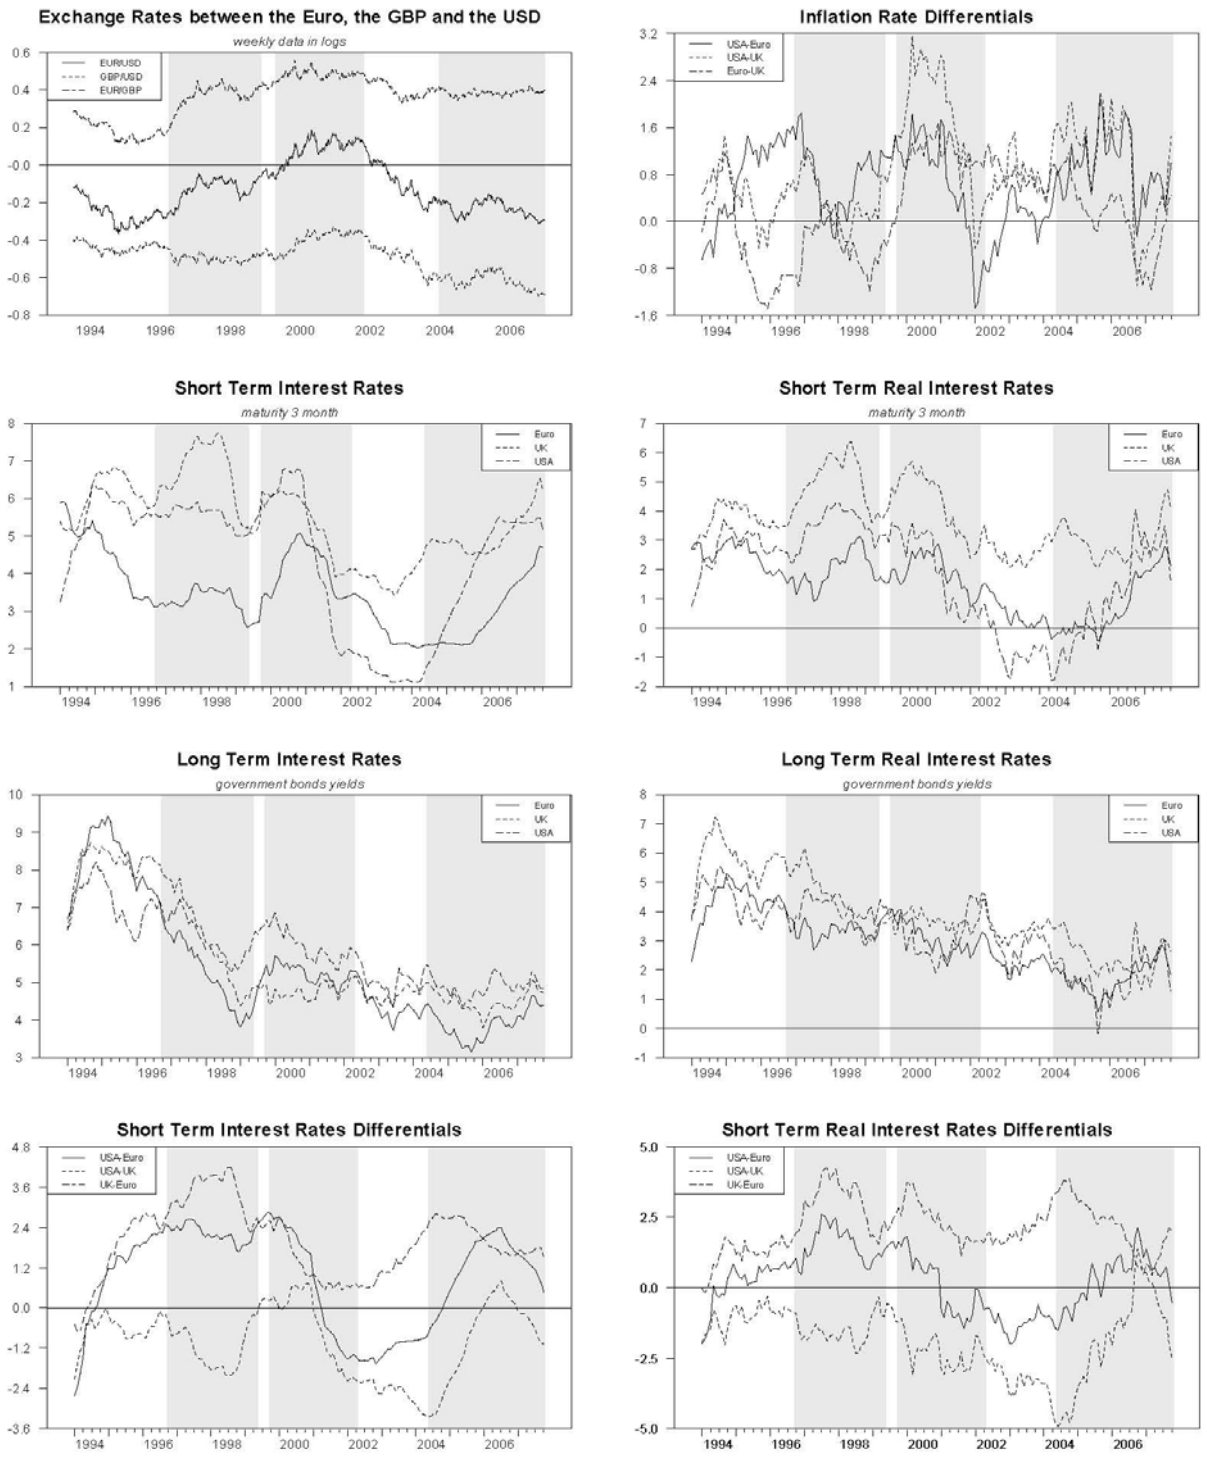 Exchange Rates between the Euro, the GBP and the USD
weekly data in logs
EUR/USD
GBP/USD
EUR/GBP
0.6
0.4
0.2
-0.0
-0.2
-0.4
-0.6
-0.8
1994 1996 1998 2000 2002 2004 2006
Inflation Rate Differentials
USA-Euro
USA-UK
Euro-UK
3.2
2.4
1.6
0.8
0.0
-0.8
-1.6
1994 1996 1998 2000 2002 2004 2006
Short Term Interest Rates
maturity 3 month
Euro
UK
USA
8
7
6
5
4
3
2
1
1994 1996 1998 2000 2002 2004 2006
Short Term Real Interest Rates
maturity 3 month
Euro
UK
USA
7
6
5
4
3
2
1
0
-1
-2
1994 1996 1998 2000 2002 2004 2006
Long Term Interest Rates
government bonds yields
Euro
UK
USA
10
9
8
7
6
5
4
3
1994 1996 1998 2000 2002 2004 2006
Long Term Real Interest Rates
government bonds yields
Euro
UK
USA
8
7
6
5
4
3
2
1
0
-1
1994 1996 1998 2000 2002 2004 2006
Short Term Interest Rates Differentials
USA-Euro
USA-UK
UK-Euro
4.8
3.6
2.4
1.2
0.0
-1.2
-2.4
-3.6
1994 1996 1998 2000 2002 2004 2006
Short Term Real Interest Rates Differentials
USA-Euro
USA-UK
UK-Euro
5.0
2.5
0.0
-2.5
-5.0
1994 1996 1998 2000 2002 2004 2006